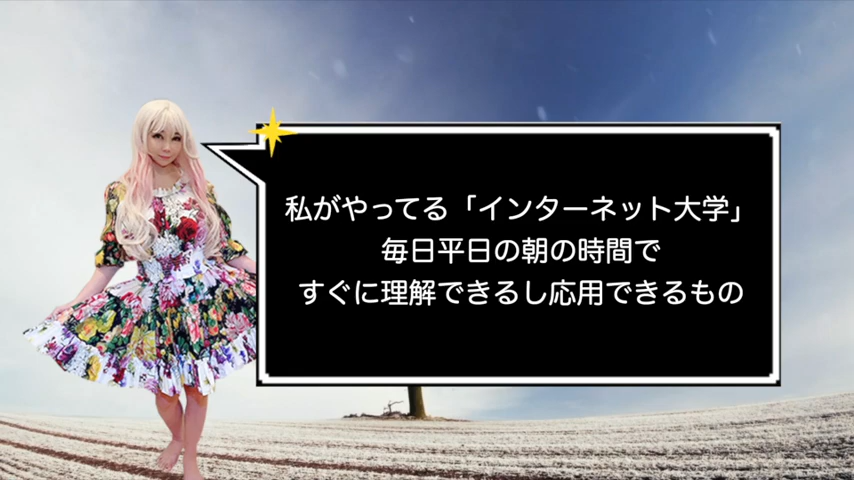 私がやってる「インターネット大学」
毎日平日の朝の時間で
すぐに理解できるし応用できるもの